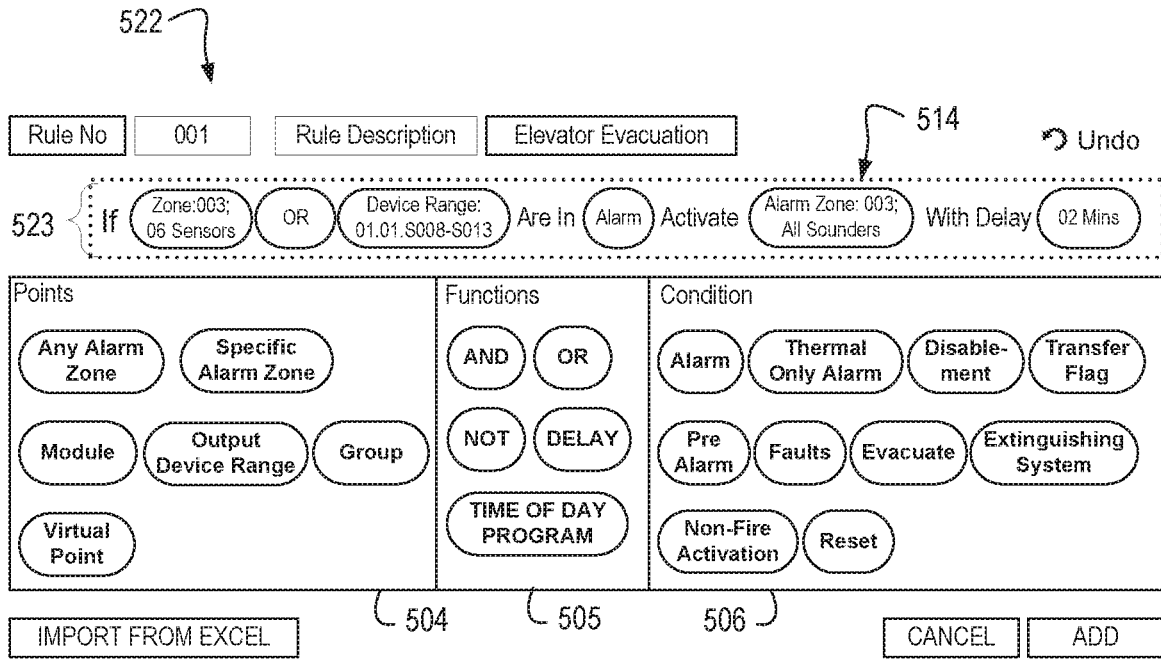 522
514
Rule No 001 Rule Description Elevator Evacuation Undo
523
If Zone:003; 06 Sensors OR Device Range: 01.01.S008-S013 Are In Alarm Activate Alarm Zone: 003; All Sounders With Delay 02 Mins
Points
Any Alarm Zone
Specific Alarm Zone
Module
Output Device Range
Group
Virtual Point
Functions
AND OR
NOT DELAY
TIME OF DAY
PROGRAM
Condition
Alarm
Thermal Only Alarm
Disable-
ment
Transfer Flag
Pre Alarm
Faults
Evacuate
Extinguishing System
Non-Fire Activation
Reset
504
505
506
IMPORT FROM EXCEL CANCEL ADD